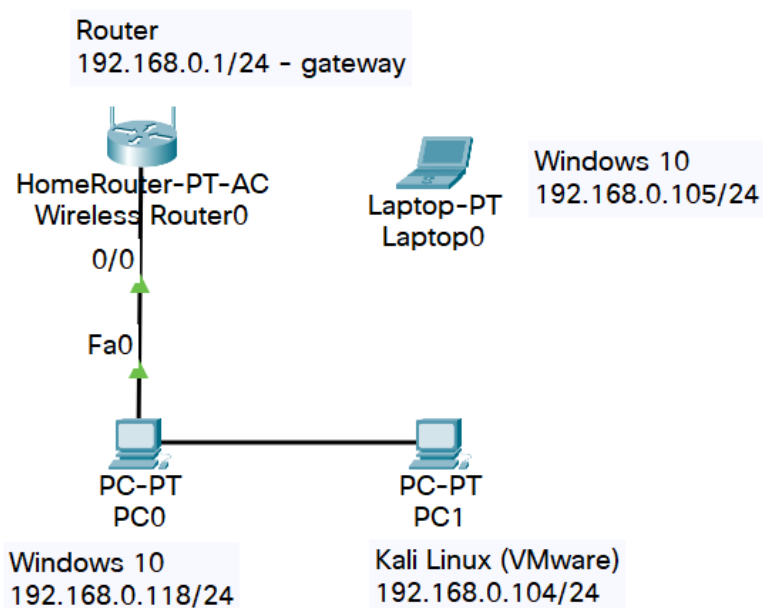 Router
192.168.0.1/24 - gateway
HomeRouter-PT-AC
Wireless Router0
Laptop-PT
Laptop0
Windows 10
192.168.0.105/24
0/0
Fa0
PC-PT
PC0
PC-PT
PC1
Windows 10
192.168.0.118/24
Kali Linux (VMware)
192.168.0.104/24